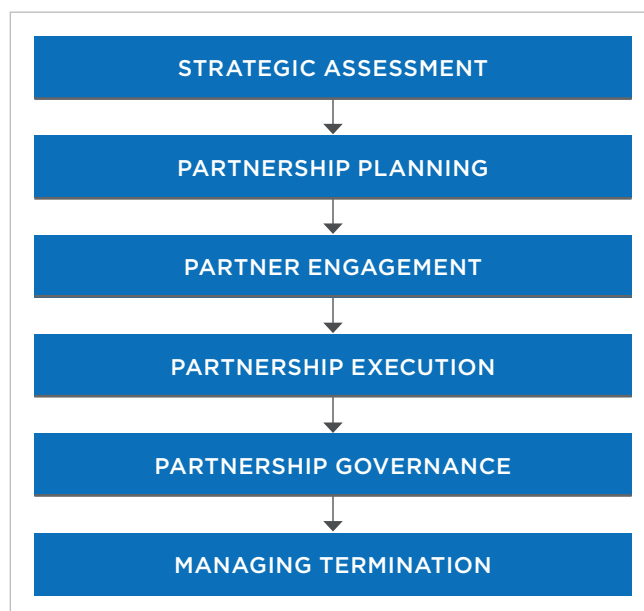 STRATEGIC ASSESSMENT
PARTNERSHIP PLANNING
PARTNER ENGAGEMENT
PARTNERSHIP EXECUTION
PARTNERSHIP GOVERNANCE
MANAGING TERMINATION